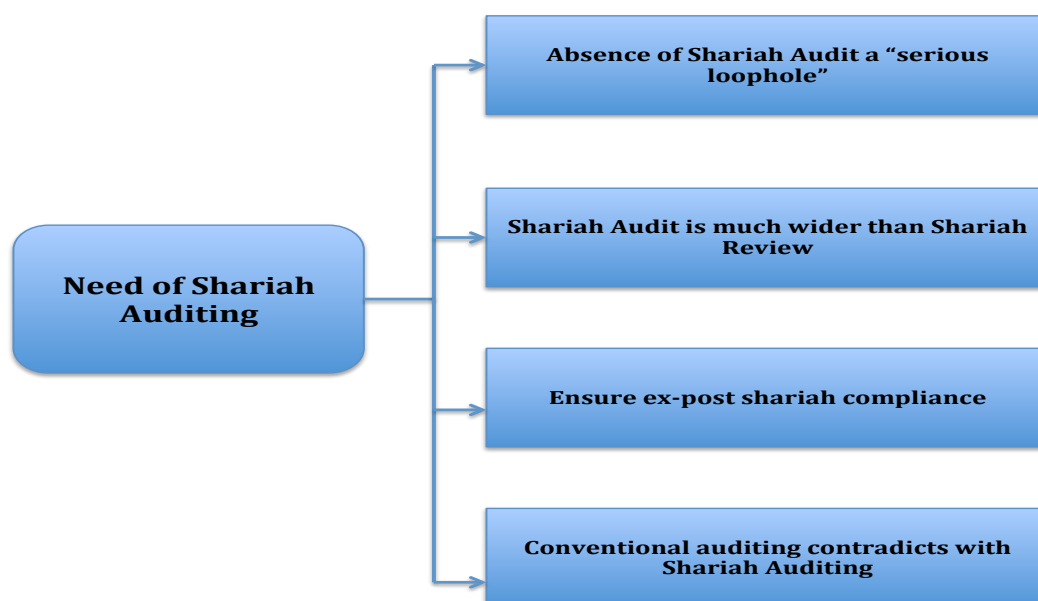 Absence of Shariah Audit a “serious
loophole”
Shariah Audit is much wider than Shariah
Review
Need of Shariah
Auditing
Ensure ex-post shariah compliance
Conventional auditing contradicts with
Shariah Auditing